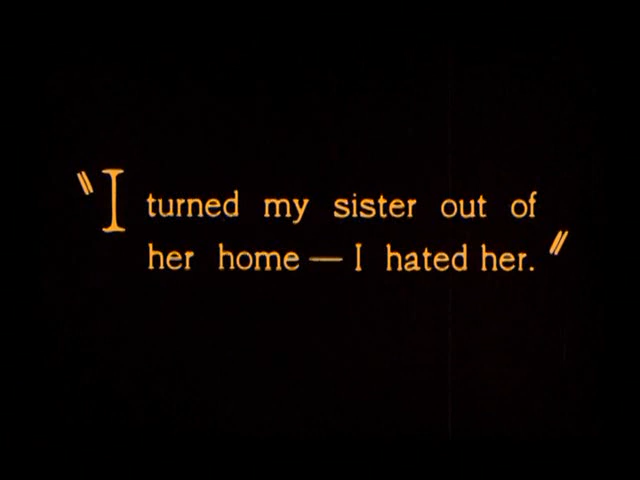 "I turned my sister out of
her home — I hated her."